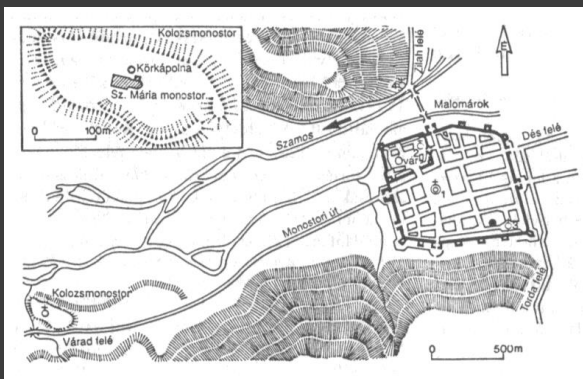 Kolozsmonostor
Körkápolna
Sz. Mária monostor
0 100m
Zilah felé
É
Malomárok
Szamos
Dés felé
Óvár
Monostori út
Kolozsmonostor
Várad felé
Torda felé
0 500m